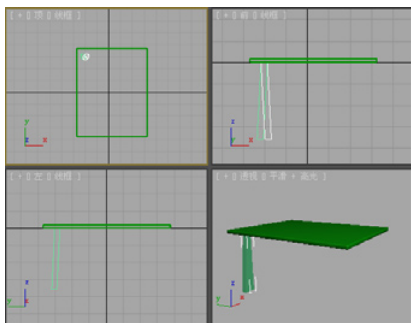 [ + [] 顶 [] 线框 ]
[ + [] 前 [] 线框 ]
y
z x
z
y x
[ + [] 左 [] 线框 ]
[ + [] 透视 [] 平滑 + 高光 ]
z
y
z
y x